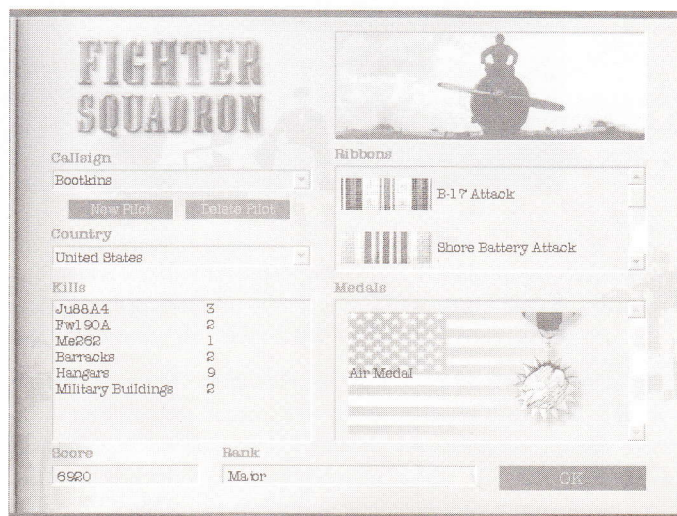 FIGHTER
SQUADRON
Callsign
Bootkins
New Pilot Delete Pilot
Country
United States
Kills
Ju88A4 3
Fw190A 2
Me262 1
Barracks 2
Hangars 9
Military Buildings 2
Score
6920
Rank
Major
Ribbons
B-17 Attack
Shore Battery Attack
Medals
Air Medal
OK